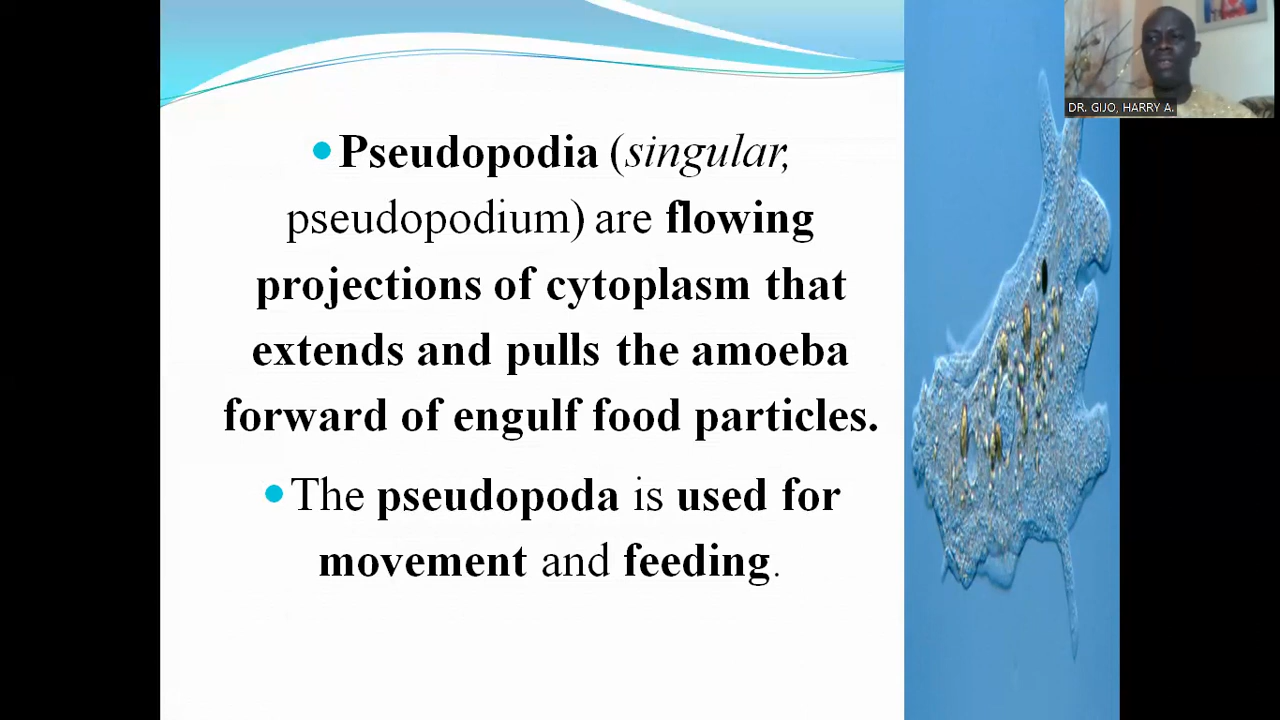 DR. GIJO, HARRY A.
• Pseudopodia (singular,
pseudopodium) are flowing
projections of cytoplasm that
extends and pulls the amoeba
forward of engulf food particles.
• The pseudopoda is used for
movement and feeding.